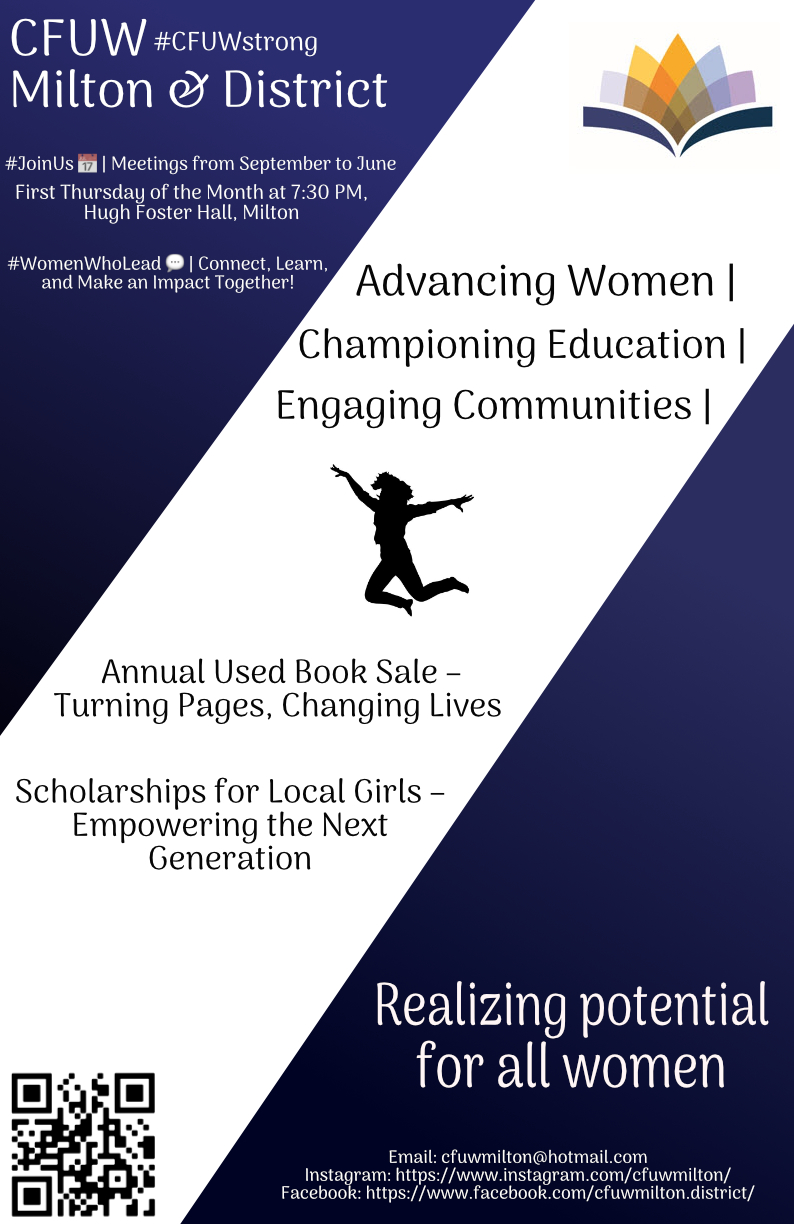 CFUW #CFUWstrong
Milton & District
#JoinUs 📅 | Meetings from September to June
First Thursday of the Month at 7:30 PM,
Hugh Foster Hall, Milton
#WomenWhoLead 💬 | Connect, Learn,
and Make an Impact Together!
Advancing Women |
Championing Education |
Engaging Communities |
Annual Used Book Sale –
Turning Pages, Changing Lives
Scholarships for Local Girls –
Empowering the Next
Generation
Realizing potential
for all women
Email: cfuwmilton@hotmail.com
Instagram: https://www.instagram.com/cfuwmilton/
Facebook: https://www.facebook.com/cfuwmilton.district/